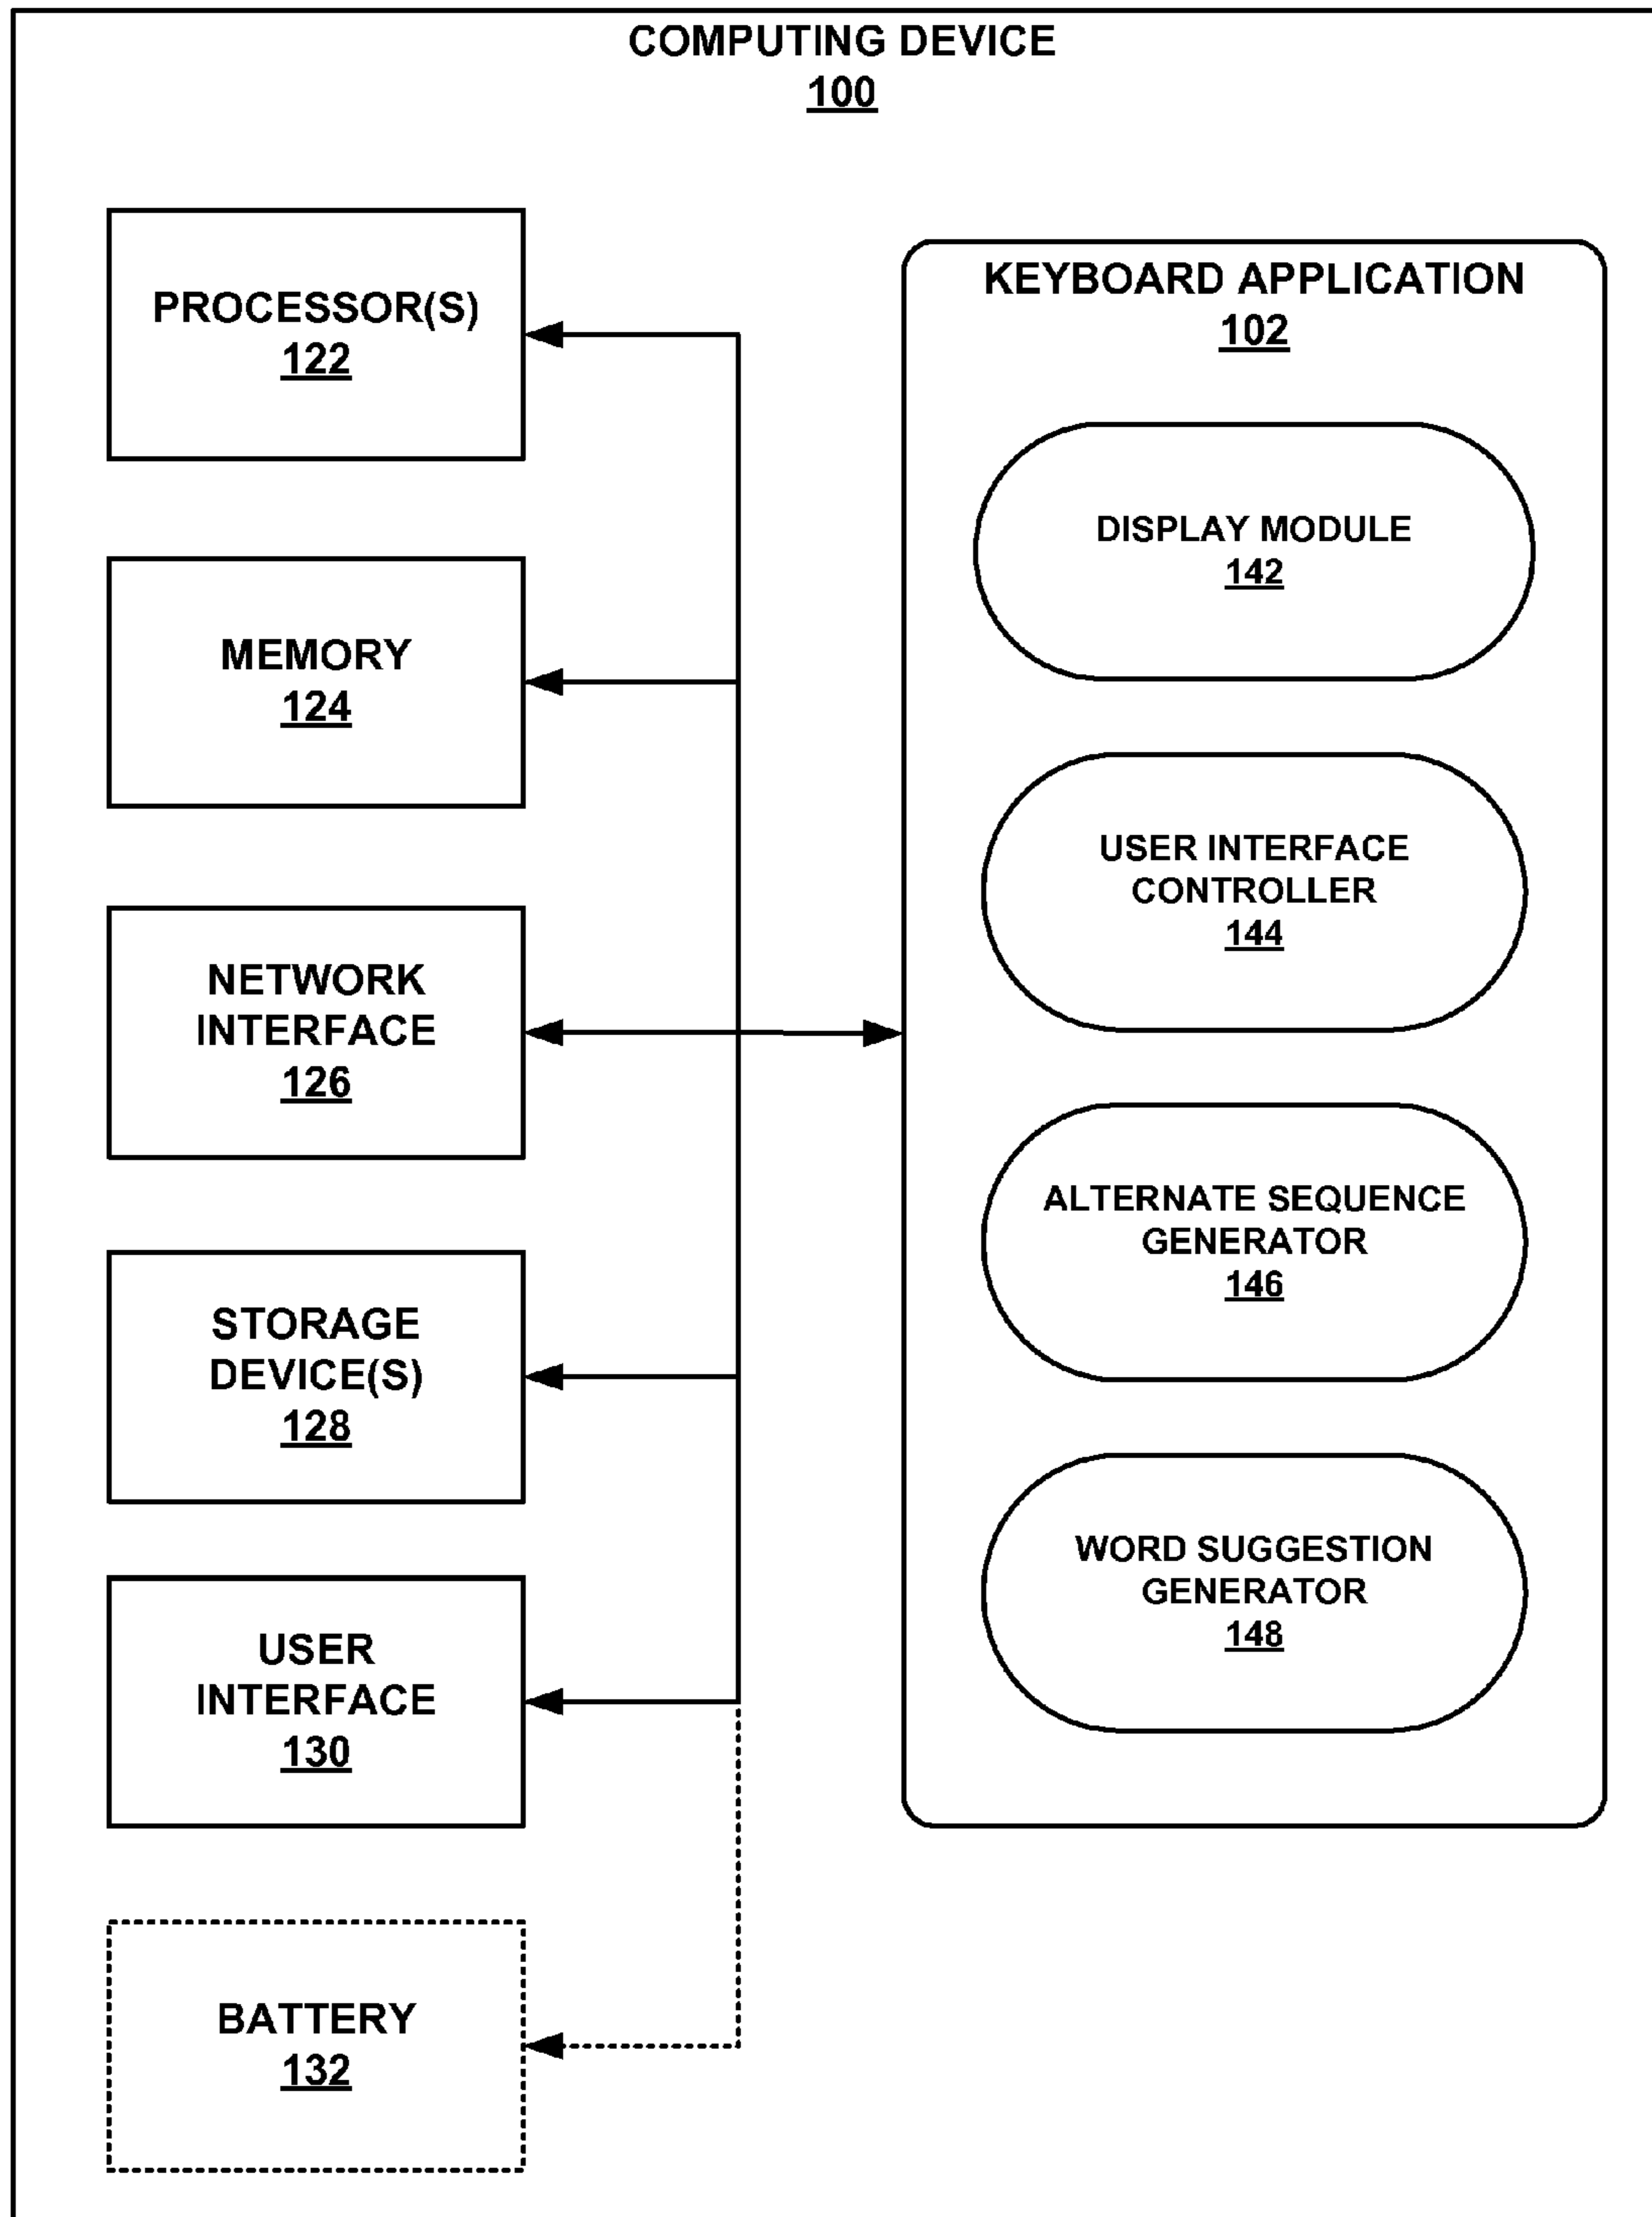 COMPUTING DEVICE
100
PROCESSOR(S)
122
MEMORY
124
NETWORK
INTERFACE
126
STORAGE
DEVICE(S)
128
USER
INTERFACE
130
BATTERY
132
KEYBOARD APPLICATION
102
DISPLAY MODULE
142
USER INTERFACE
CONTROLLER
144
ALTERNATE SEQUENCE
GENERATOR
146
WORD SUGGESTION
GENERATOR
148